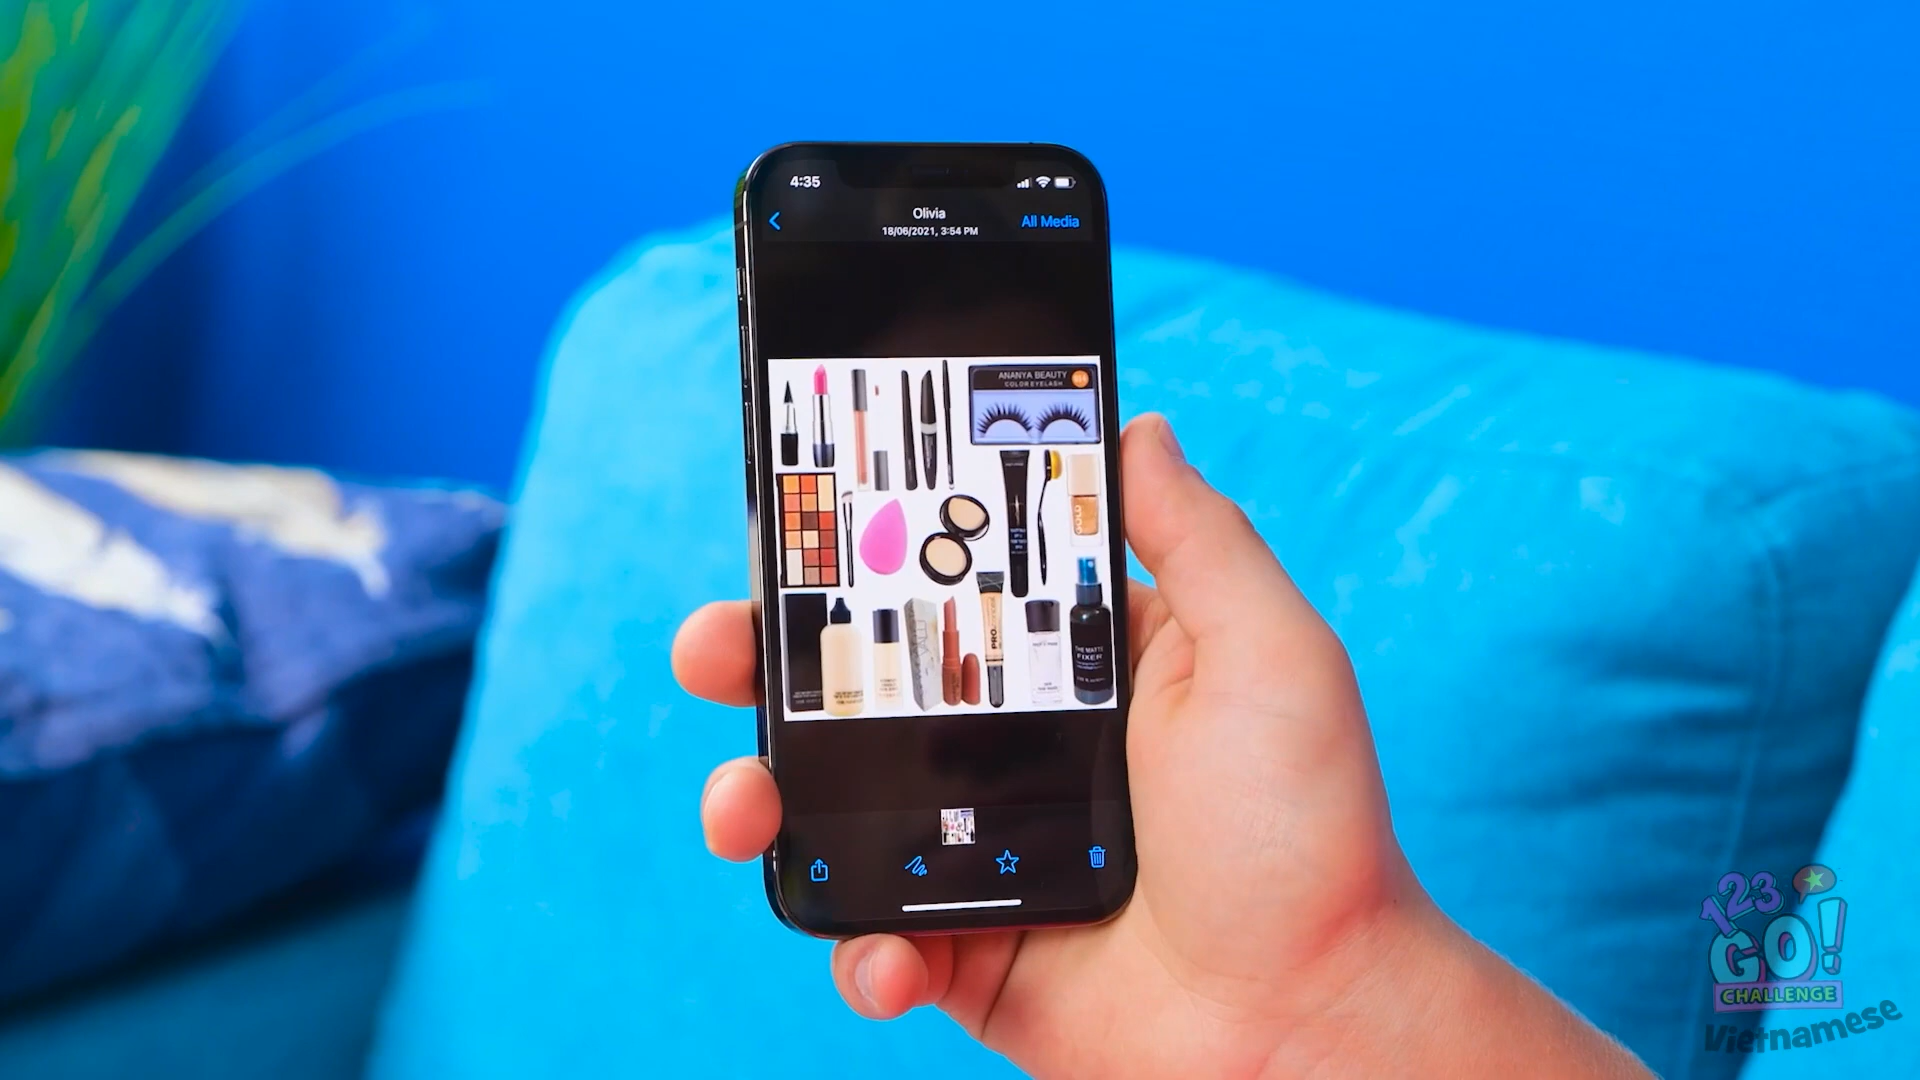 4:35
Olivia
18/06/2021, 3:54 PM
All Media
ANANYA BEAUTY
COLOR EYELASH
GOLD
PRO
THE MATTE
FIXER
123
GO!
CHALLENGE
Vietnamese